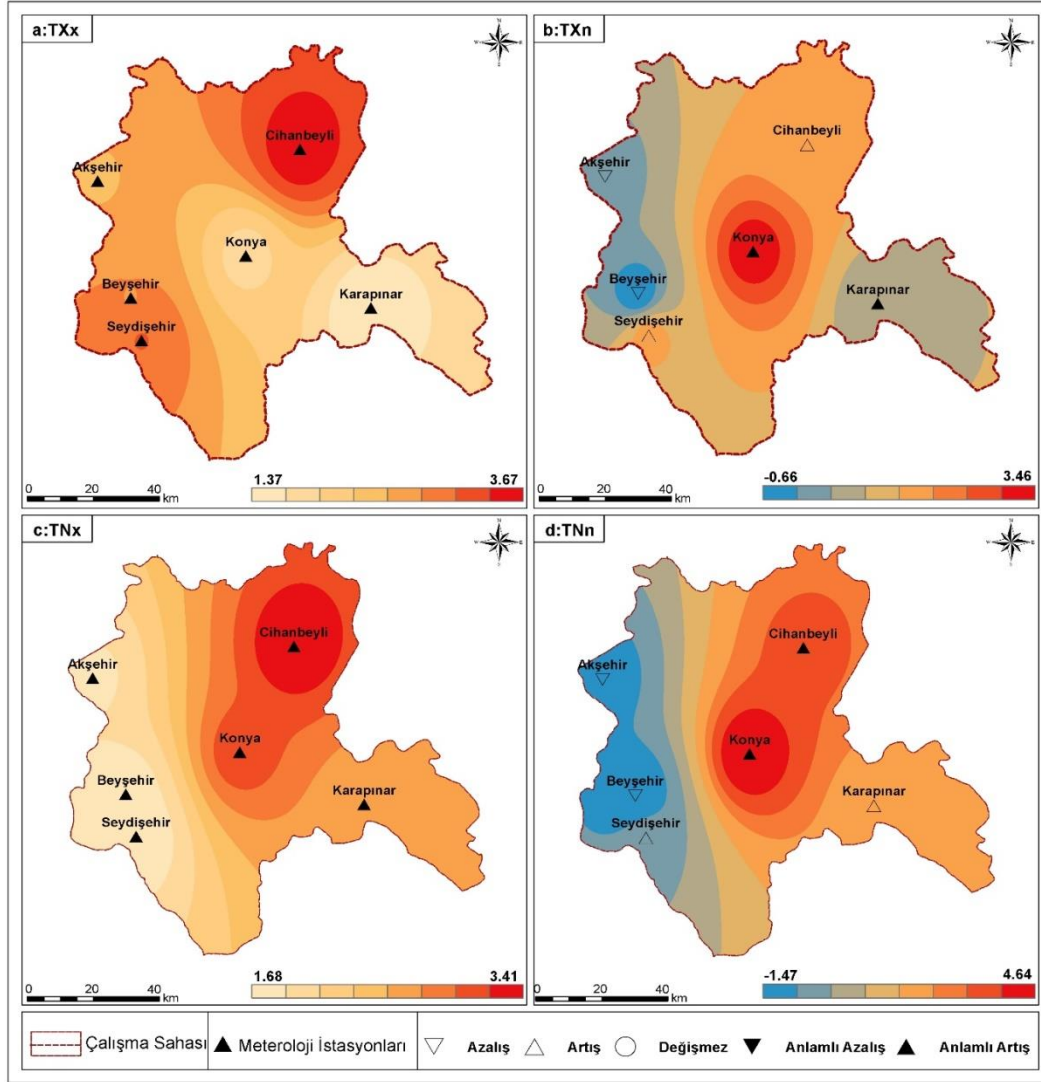 a:TXx
Cihanbeyli
Akşehir
Konya
Beyşehir
Karapınar
Seydişehir
0 20 40 km
1.37 3.67
b:TXn
Cihanbeyli
Akşehir
Konya
Beyşehir
Karapınar
Seydişehir
0 20 40 km
-0.66 3.46
c:TNx
Cihanbeyli
Akşehir
Konya
Beyşehir
Karapınar
Seydişehir
0 20 40 km
1.68 3.41
d:TNn
Cihanbeyli
Akşehir
Konya
Beyşehir
Karapınar
Seydişehir
0 20 40 km
-1.47 4.64
Çalışma Sahası Meteroloji İstasyonları Azalış Artış Değişmez Anlamlı Azalış Anlamlı Artış